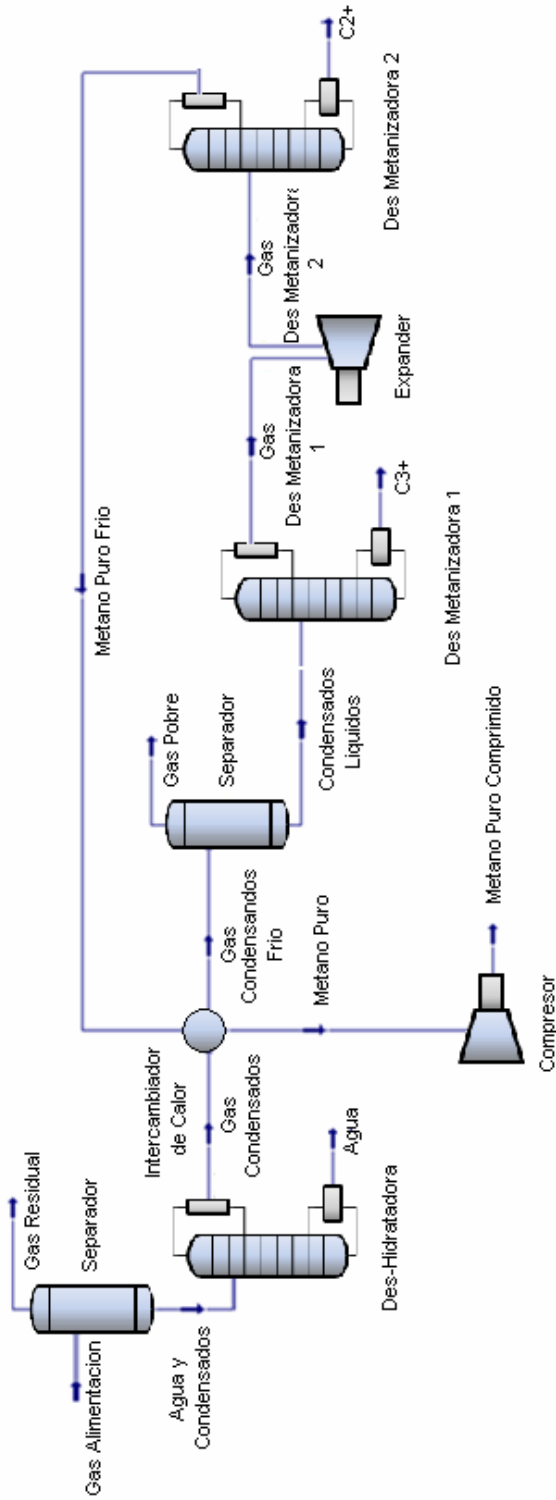 Gas Alimentacion
Gas Residual
Separador
Agua y
Condensados
Des-Hidratadora
Agua
Intercambiador
de Calor
Gas
Condensados
Gas
Condensandos
Frio
Metano Puro
Compresor
Metano Puro Comprimido
Gas Pobre
Separador
Condensados
Liquidos
Metano Puro Frio
Des Metanizadora 1
C3+
Gas
Des Metanizadora
1
Expander
Gas
Des Metanizadora
2
Des Metanizadora 2
C2+